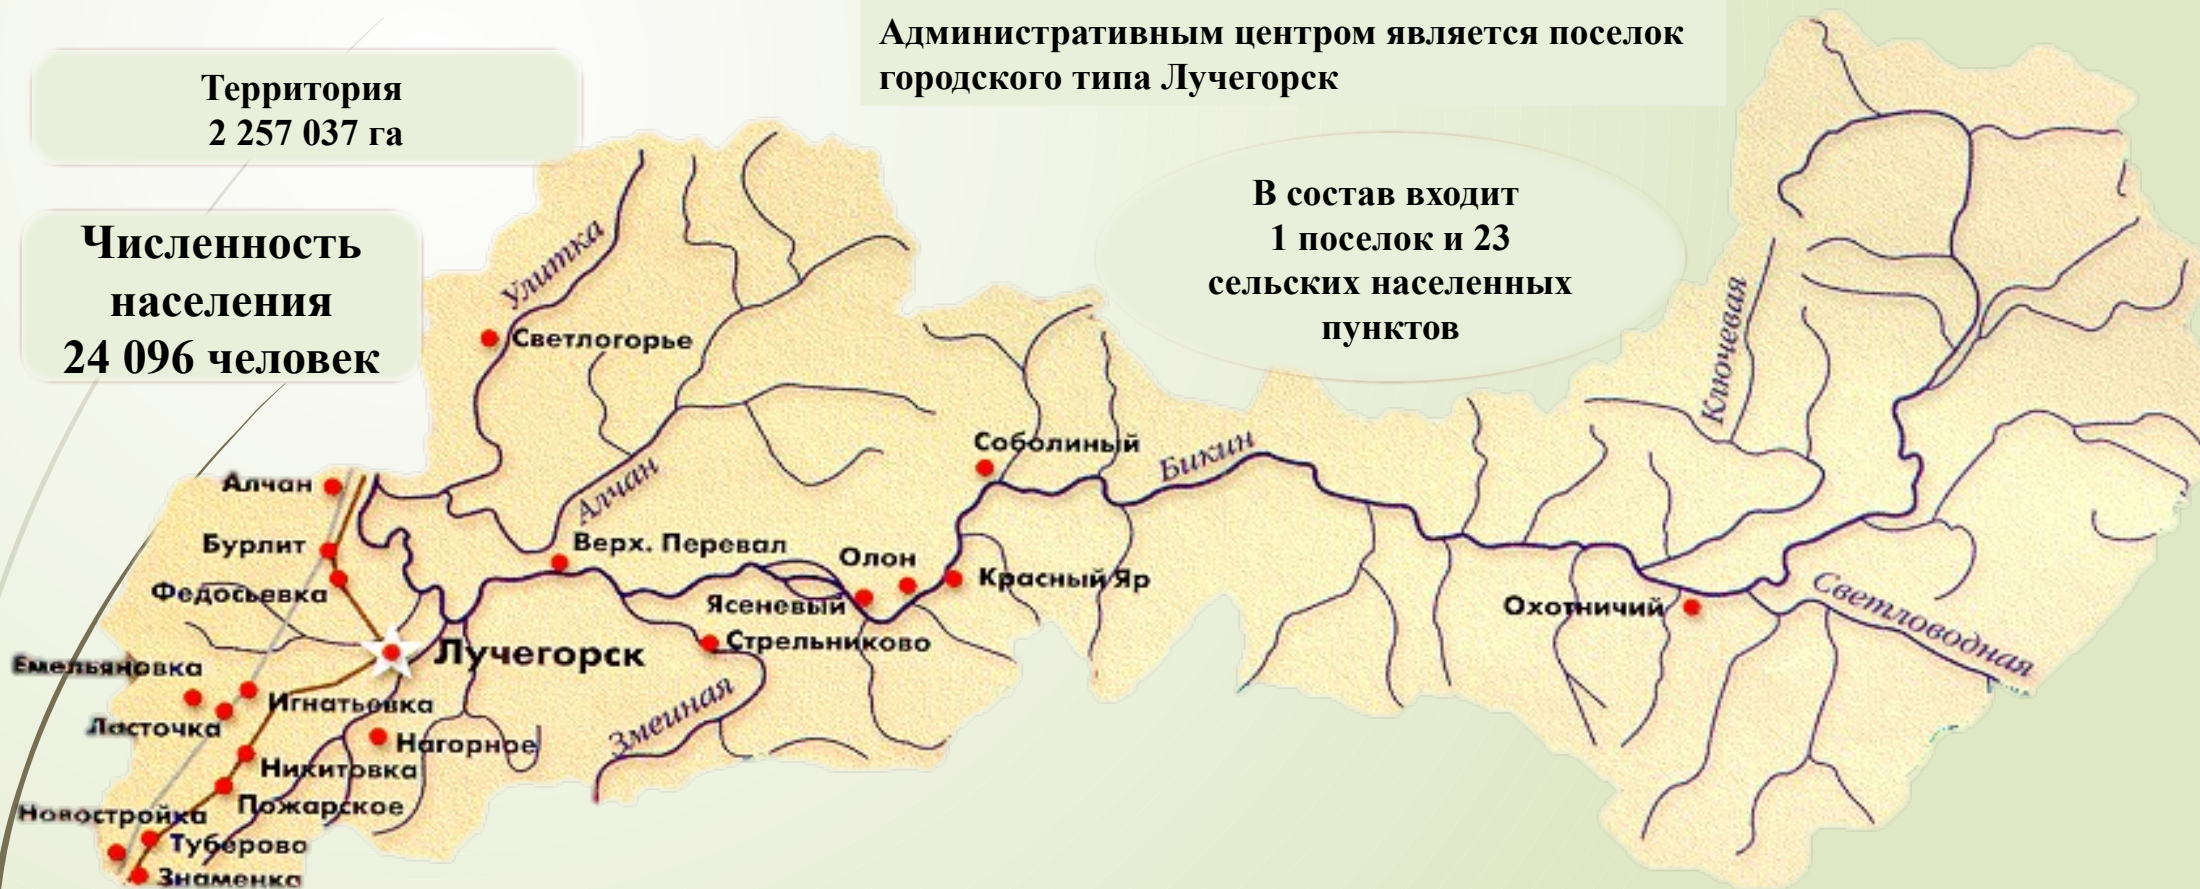 Административным центром является поселок
городского типа Лучегорск
Территория
2 257 037 га
Численность
населения
24 096 человек
В состав входит
1 поселок и 23
сельских населенных
пунктов
Улитка
Светлогорье
Ключевая
Соболиный
Бикин
Алчан
Алчан
Бурлит
Верх. Перевал
Олон
Красный Яр
Федосьевка
Ясеневый
Охотничий
Светловодная
Стрельниково
Лучегорск
Емельяновка
Игнатьевка
Ласточка
Змеиная
Нагорное
Никитовка
Пожарское
Новостройка
Туберово
Знаменка